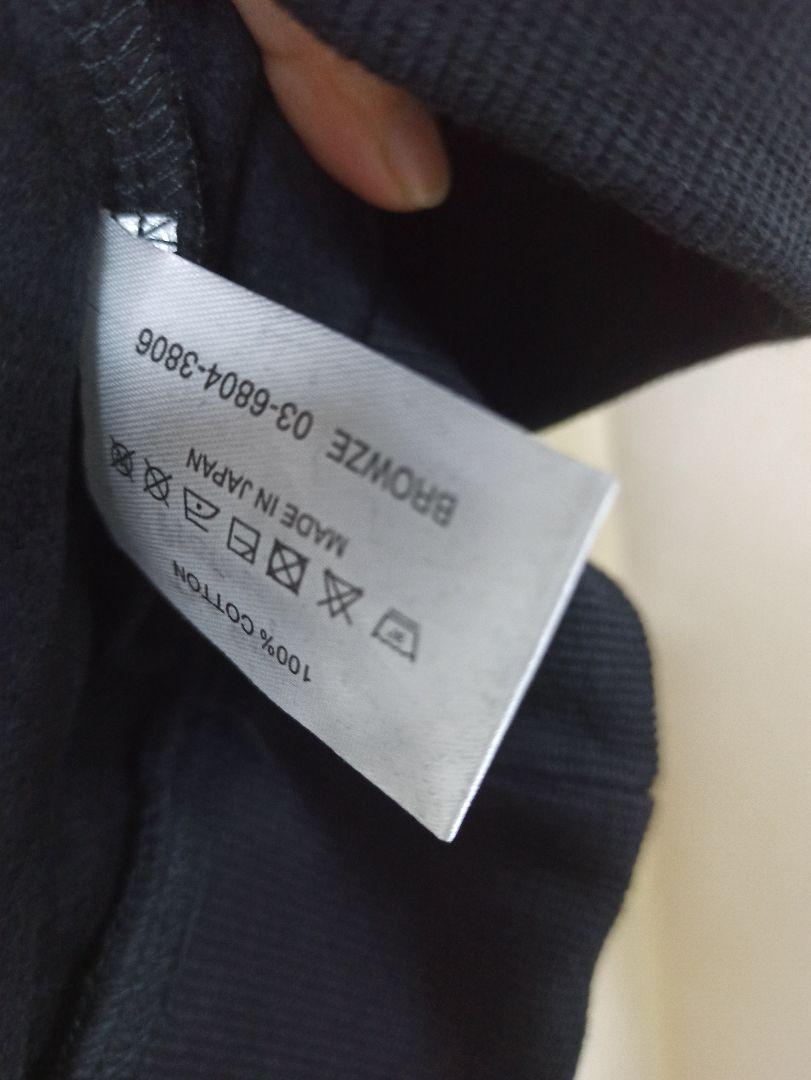 100% COTTON
MADE IN JAPAN
BROWZE 03-6804-3806